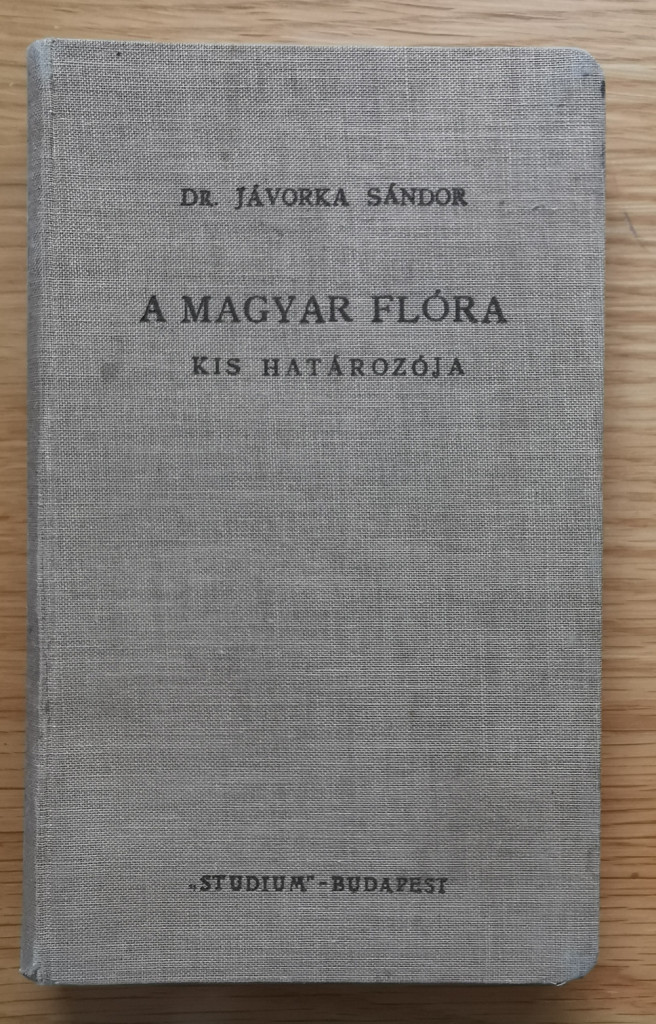 DR. JÁVORKA SÁNDOR
A MAGYAR FLÓRA
KIS HATÁROZÓJA
„STUDIUM"-BUDAPEST